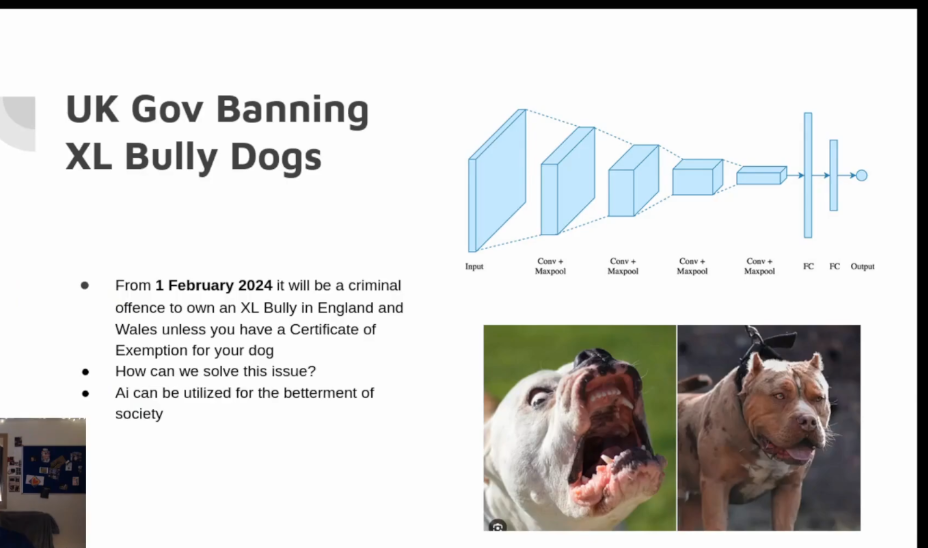 UK Gov Banning
XL Bully Dogs
From 1 February 2024 it will be a criminal
offence to own an XL Bully in England and
Wales unless you have a Certificate of
Exemption for your dog
How can we solve this issue?
Ai can be utilized for the betterment of
society
Input
Conv +
Maxpool
Conv +
Maxpool
Conv +
Maxpool
Conv +
Maxpool
FC
FC
Output